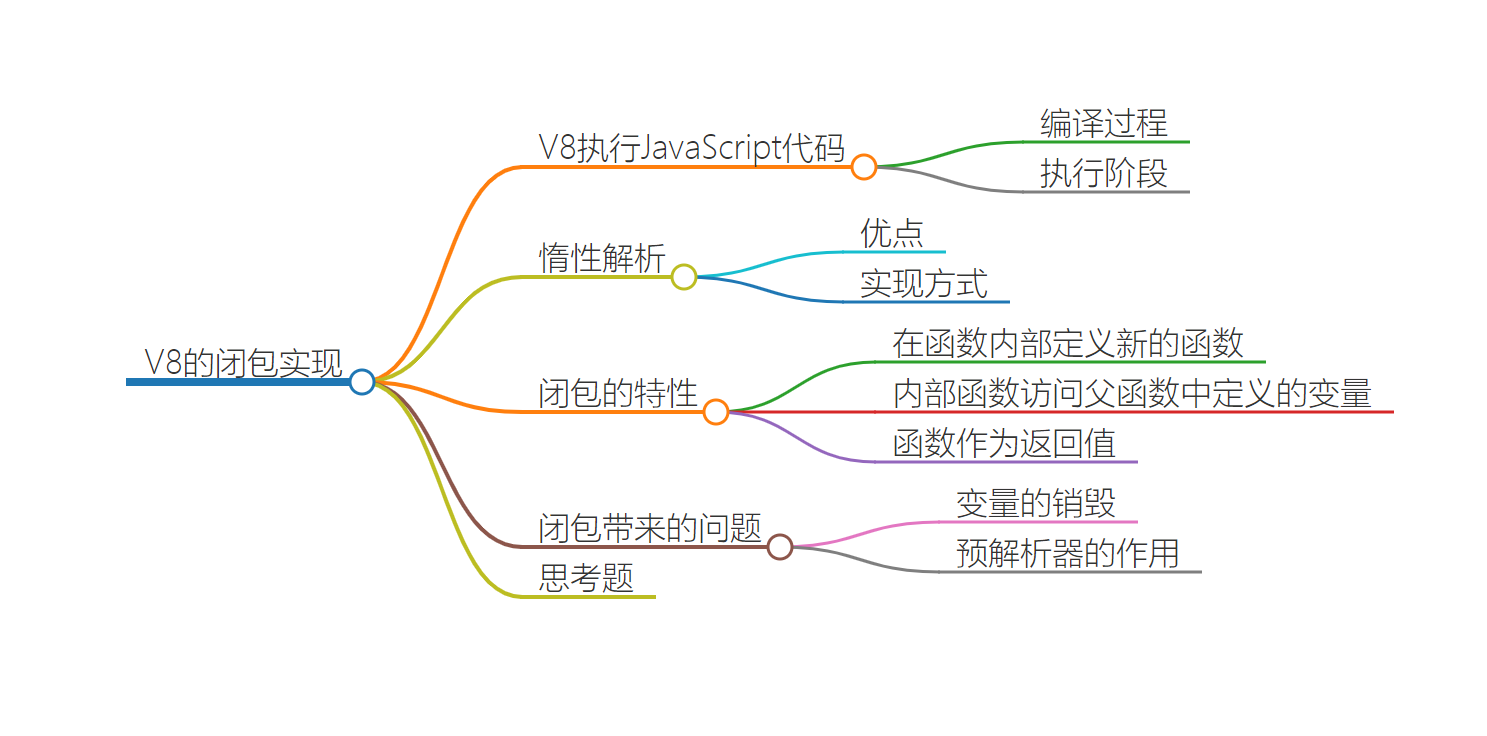 V8的闭包实现
V8执行JavaScript代码
编译过程
执行阶段
惰性解析
优点
实现方式
闭包的特性
在函数内部定义新的函数
内部函数访问父函数中定义的变量
函数作为返回值
闭包带来的问题
变量的销毁
预解析器的作用
思考题